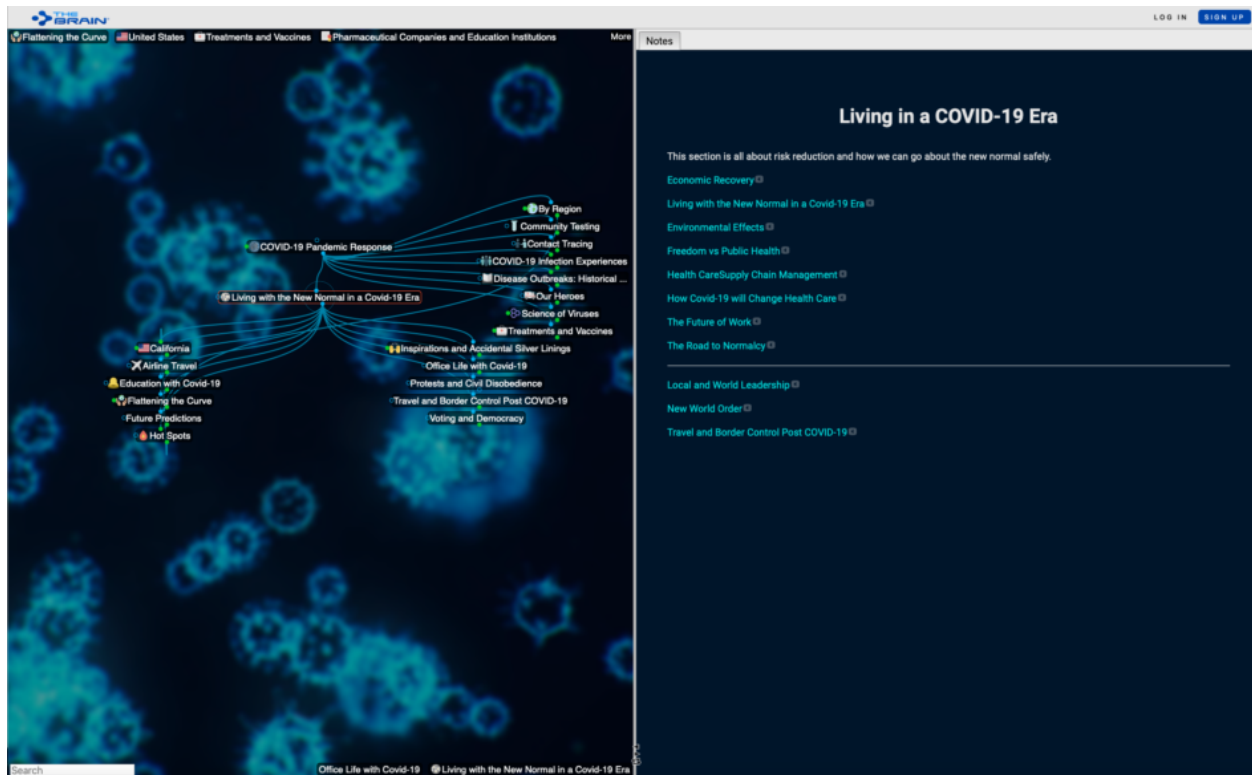 THE
BRAIN
LOG IN SIGN UP
Flattening the Curve United States Treatments and Vaccines Pharmaceutical Companies and Education Institutions More
Notes
Living in a COVID-19 Era
This section is all about risk reduction and how we can go about the new normal safely.
Economic Recovery
Living with the New Normal in a Covid-19 Era
Environmental Effects
Freedom vs Public Health
Health CareSupply Chain Management
How Covid-19 will Change Health Care
The Future of Work
The Road to Normalcy
Local and World Leadership
New World Order
Travel and Border Control Post COVID-19
By Region
Community Testing
Contact Tracing
COVID-19 Infection Experiences
Disease Outbreaks: Historical ...
Our Heroes
Science of Viruses
Treatments and Vaccines
COVID-19 Pandemic Response
Living with the New Normal in a Covid-19 Era
California
Airline Travel
Education with Covid-19
Flattening the Curve
Future Predictions
Hot Spots
Inspirations and Accidental Silver Linings
Office Life with Covid-19
Protests and Civil Disobedience
Travel and Border Control Post COVID-19
Voting and Democracy
Search
Office Life with Covid-19 Living with the New Normal in a Covid-19 Era